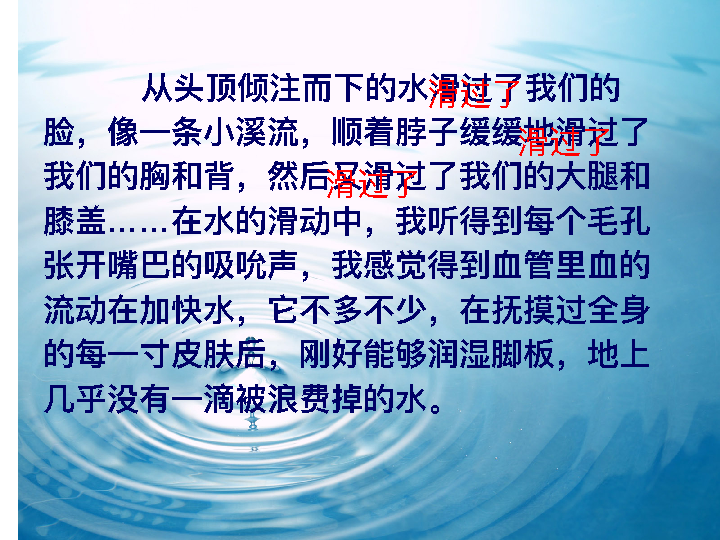 从头顶倾注而下的水滑过了我们的
脸，像一条小溪流，顺着脖子缓缓地滑过了
我们的胸和背，然后又滑过了我们的大腿和
膝盖……在水的滑动中，我听得到每个毛孔
张开嘴巴的吸吮声，我感觉得到血管里血的
流动在加快水，它不多不少，在抚摸过全身
的每一寸皮肤后，刚好能够润湿脚板，地上
几乎没有一滴被浪费掉的水。
滑过了
滑过了
滑过了